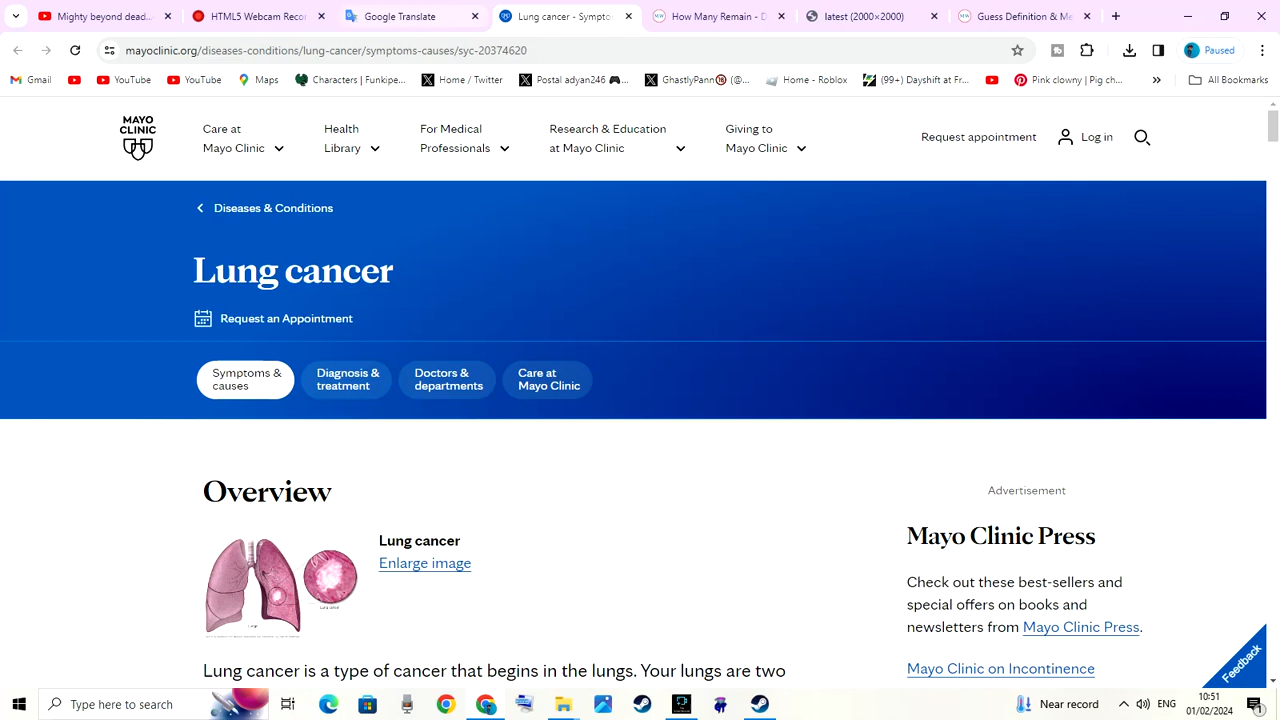 Mighty beyond dead...
HTML5 Webcam Reco
Google Translate
Lung cancer - Sympto
How Many Remain - D
latest (2000×2000)
Guess Definition & Me
mayoclinic.org/diseases-conditions/lung-cancer/symptoms-causes/syc-20374620
Paused
Gmail
YouTube
YouTube
Maps
Characters | Funkipe...
Home / Twitter
Postal adyan246
GhastlyPann🔞 (@...
Home - Roblox
(99+) Dayshift at Fr...
Pink clowny | Pig ch...
All Bookmarks
MAYO
CLINIC
Care at
Mayo Clinic
Health
Library
For Medical
Professionals
Research & Education
at Mayo Clinic
Giving to
Mayo Clinic
Request appointment
Log in
Diseases & Conditions
Lung cancer
Request an Appointment
Symptoms &
causes
Diagnosis &
treatment
Doctors &
departments
Care at
Mayo Clinic
Overview
Lung cancer
Enlarge image
Lung cancer is a type of cancer that begins in the lungs. Your lungs are two
Advertisement
Mayo Clinic Press
Check out these best-sellers and
special offers on books and
newsletters from Mayo Clinic Press.
Mayo Clinic on Incontinence
Feedback
Type here to search
Near record
ENG
10:51
01/02/2024
1